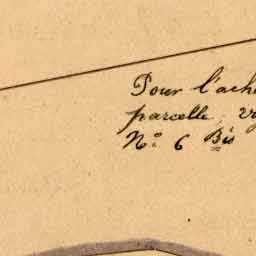 Pour l'ach
parcelle, v
N° 6 Bis